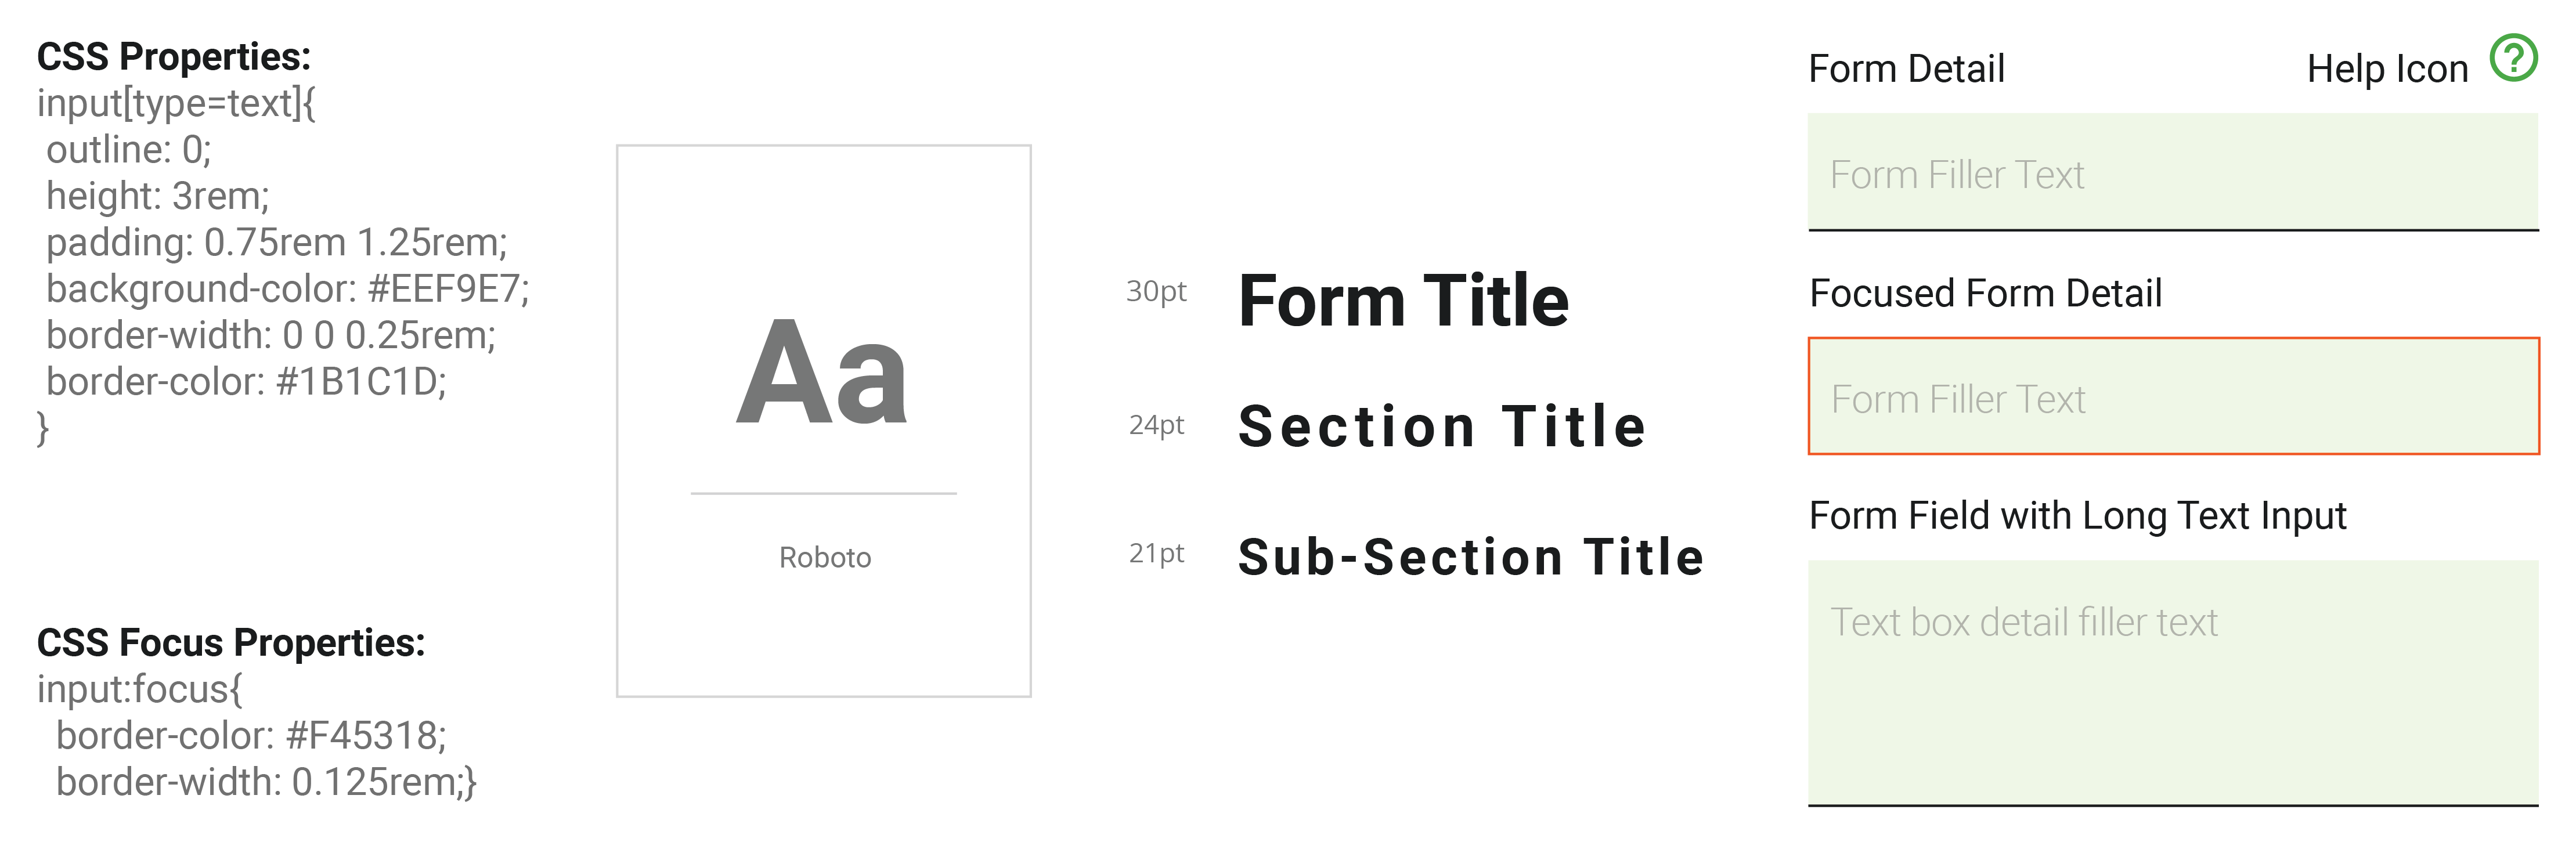 CSS Properties:
input[type=text]{
outline: 0;
height: 3rem;
padding: 0.75rem 1.25rem;
background-color: #EEF9E7;
border-width: 0 0 0.25rem;
border-color: #1B1C1D;
}
CSS Focus Properties:
input:focus{
border-color: #F45318;
border-width: 0.125rem;}
Aa
Roboto
30pt Form Title
24pt Section Title
21pt Sub-Section Title
Form Detail Help Icon ?
Form Filler Text
Focused Form Detail
Form Filler Text
Form Field with Long Text Input
Text box detail filler text